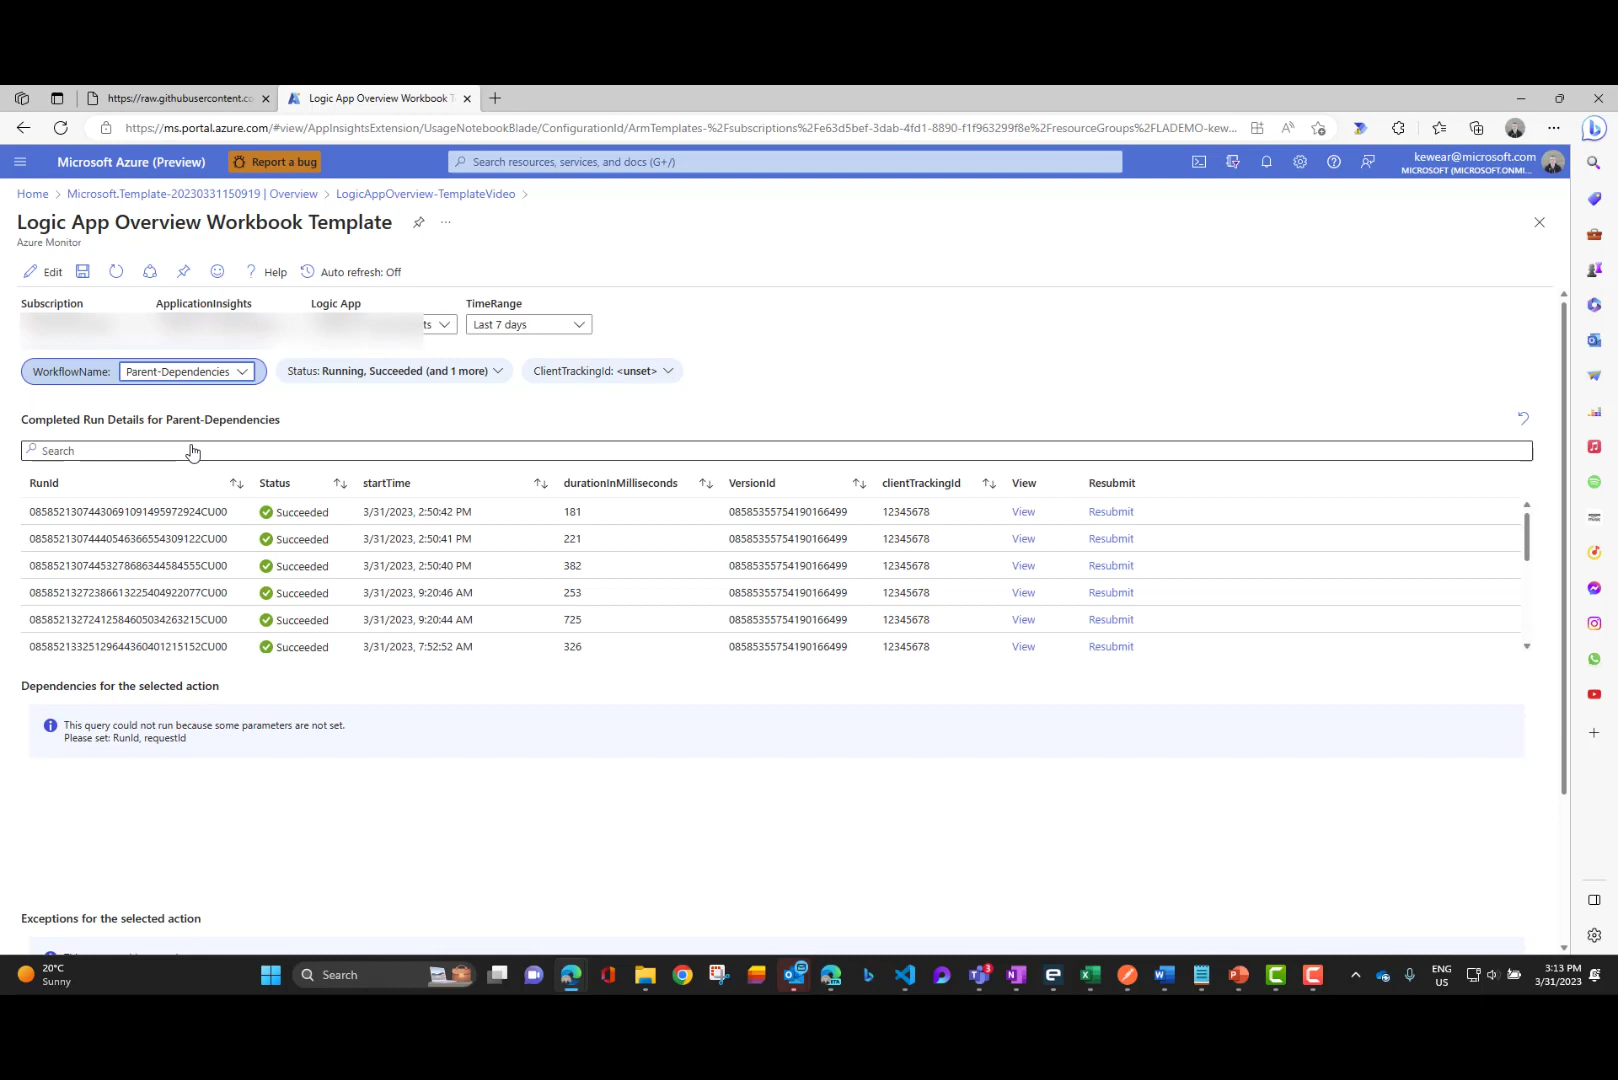 https://raw.githubusercontent.co
Logic App Overview Workbook T
https://ms.portal.azure.com/#view/AppInsightsExtension/UsageNotebookBlade/ConfigurationId/ArmTemplates-%2Fsubscriptions%2Fe63d5bef-3dab-4fd1-8890-f1f963299f8e%2FresourceGroups%2FLADEMO-kew...
Microsoft Azure (Preview)
Report a bug
Search resources, services, and docs (G+/)
kewear@microsoft.com
MICROSOFT (MICROSOFT.ONMI...
Home > Microsoft.Template-20230331150919 | Overview > LogicAppOverview-TemplateVideo >
Logic App Overview Workbook Template
...
Azure Monitor
Edit
Help
Auto refresh: Off
Subscription ApplicationInsights Logic App TimeRange
ts Last 7 days
WorkflowName: Parent-Dependencies Status: Running, Succeeded (and 1 more) ClientTrackingId: <unset>
Completed Run Details for Parent-Dependencies
Search
RunId Status startTime durationInMilliseconds VersionId clientTrackingId View Resubmit
08585213074430691091495972924CU00 Succeeded 3/31/2023, 2:50:42 PM 181 08585355754190166499 12345678 View Resubmit
08585213074440546366554309122CU00 Succeeded 3/31/2023, 2:50:41 PM 221 08585355754190166499 12345678 View Resubmit
08585213074453278686344584555CU00 Succeeded 3/31/2023, 2:50:40 PM 382 08585355754190166499 12345678 View Resubmit
08585213272386613225404922077CU00 Succeeded 3/31/2023, 9:20:46 AM 253 08585355754190166499 12345678 View Resubmit
08585213272412584605034263215CU00 Succeeded 3/31/2023, 9:20:44 AM 725 08585355754190166499 12345678 View Resubmit
08585213325129644360401215152CU00 Succeeded 3/31/2023, 7:52:52 AM 326 08585355754190166499 12345678 View Resubmit
Dependencies for the selected action
This query could not run because some parameters are not set.
Please set: RunId, requestId
Exceptions for the selected action
20°C
Sunny
Search
3
ENG
US
3:13 PM
3/31/2023